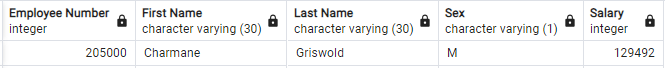 Employee Number First Name Last Name Sex Salary
integer character varying (30) character varying (30) character varying (1) integer
205000 Charmane Griswold M 129492